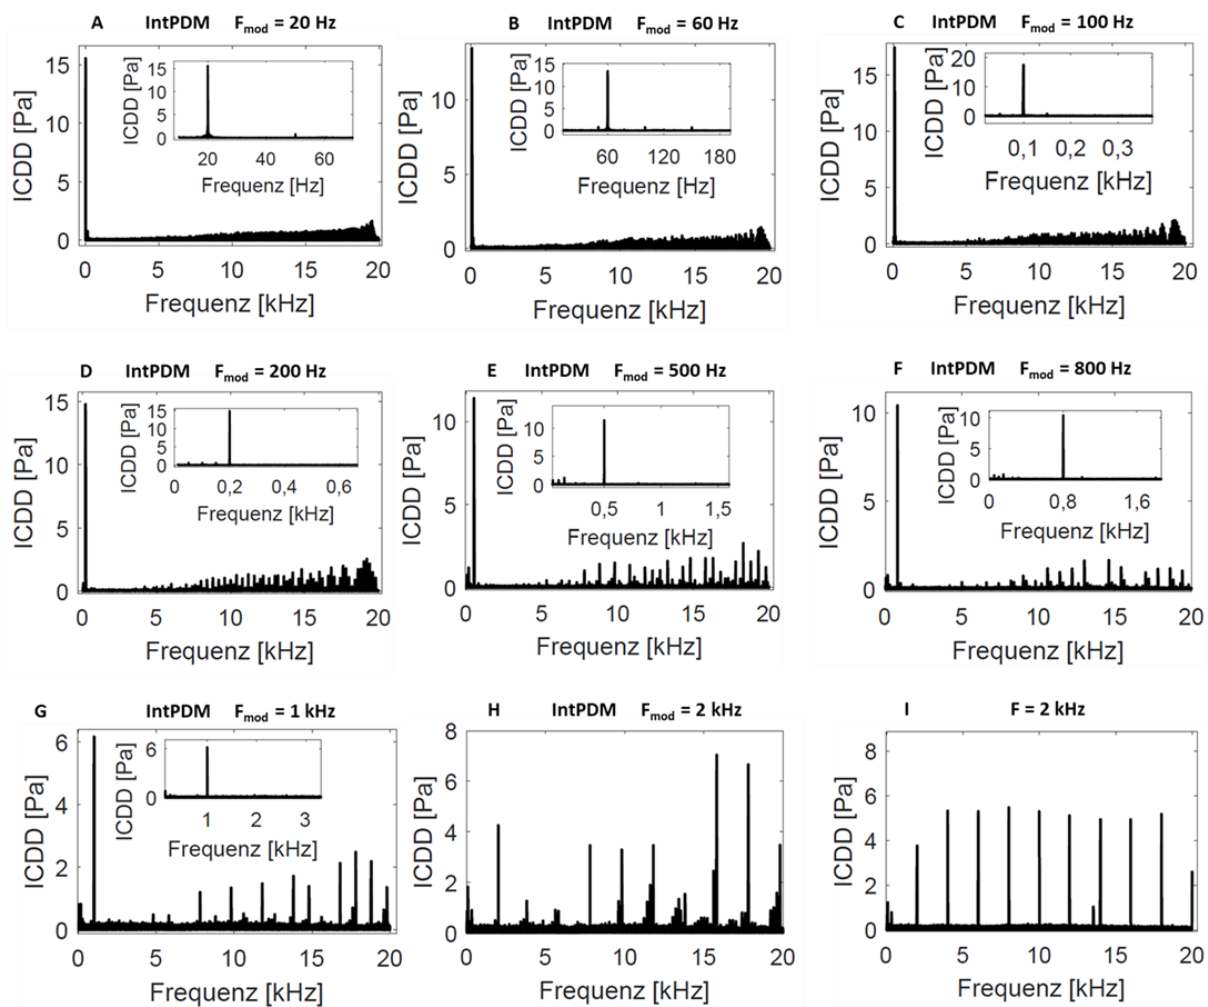 A IntPDM Fmod = 20 Hz
ICDD [Pa]
15
10
5
0
0 5 10 15 20
Frequenz [kHz]
ICDD [Pa]
15
10
5
0
20 40 60
Frequenz [Hz]
B IntPDM Fmod = 60 Hz
ICDD [Pa]
10
5
0
0 5 10 15 20
Frequenz [kHz]
ICDD [Pa]
15
10
5
0
60 120 180
Frequenz [Hz]
C IntPDM Fmod = 100 Hz
ICDD [Pa]
15
10
5
0
0 5 10 15 20
Frequenz [kHz]
ICDD [Pa]
20
10
0
0,1 0,2 0,3
Frequenz [kHz]
D IntPDM Fmod = 200 Hz
ICDD [Pa]
15
10
5
0
0 5 10 15 20
Frequenz [kHz]
ICDD [Pa]
15
10
5
0
0 0,2 0,4 0,6
Frequenz [kHz]
E IntPDM Fmod = 500 Hz
ICDD [Pa]
10
5
0
0 5 10 15 20
Frequenz [kHz]
ICDD [Pa]
10
5
0
0,5 1 1,5
Frequenz [kHz]
F IntPDM Fmod = 800 Hz
ICDD [Pa]
10
5
0
0 5 10 15 20
Frequenz [kHz]
ICDD [Pa]
10
5
0
0 0,8 1,6
Frequenz [kHz]
G IntPDM Fmod = 1 kHz
ICDD [Pa]
6
4
2
0
0 5 10 15 20
Frequenz [kHz]
ICDD [Pa]
6
0
1 2 3
Frequenz [kHz]
H IntPDM Fmod = 2 kHz
ICDD [Pa]
8
6
4
2
0
0 5 10 15 20
Frequenz [kHz]
I F = 2 kHz
ICDD [Pa]
8
6
4
2
0
0 5 10 15 20
Frequenz [kHz]